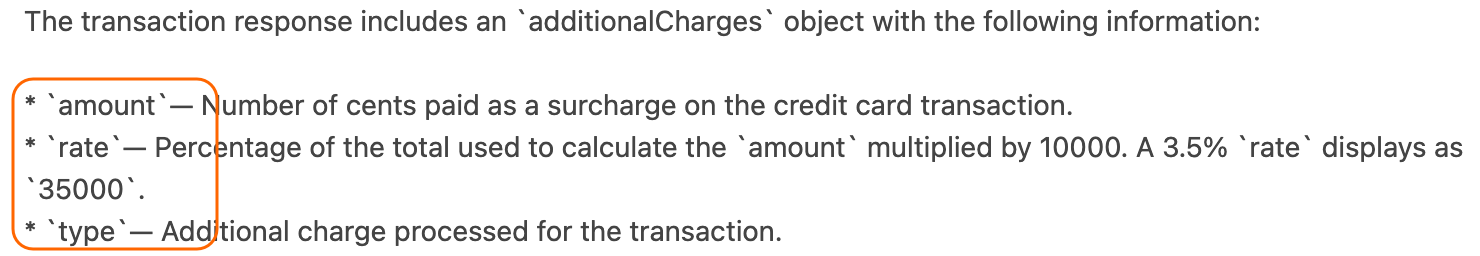 The transaction response includes an `additionalCharges` object with the following information:
* `amount`— Number of cents paid as a surcharge on the credit card transaction.
* `rate`— Percentage of the total used to calculate the `amount` multiplied by 10000. A 3.5% `rate` displays as
`35000`.
* `type`— Additional charge processed for the transaction.